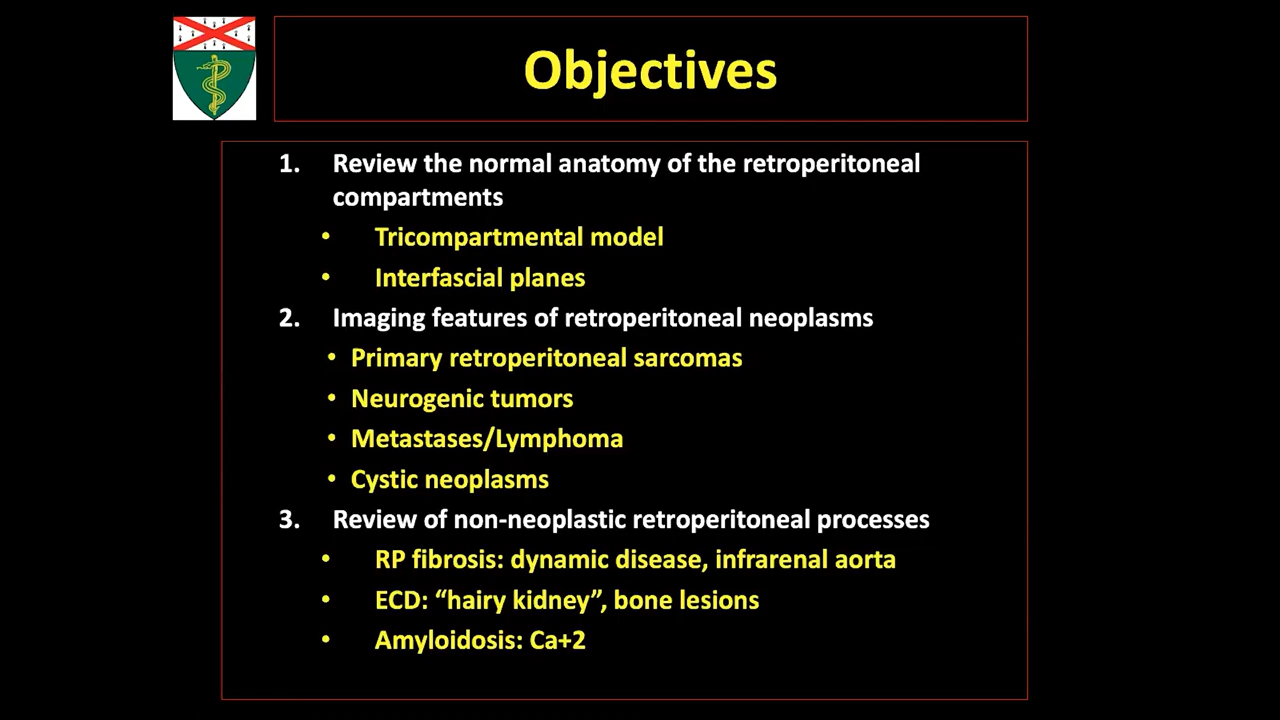 Objectives
1. Review the normal anatomy of the retroperitoneal
compartments
• Tricompartmental model
• Interfascial planes
2. Imaging features of retroperitoneal neoplasms
• Primary retroperitoneal sarcomas
• Neurogenic tumors
• Metastases/Lymphoma
• Cystic neoplasms
3. Review of non-neoplastic retroperitoneal processes
• RP fibrosis: dynamic disease, infrarenal aorta
• ECD: “hairy kidney”, bone lesions
• Amyloidosis: Ca+2